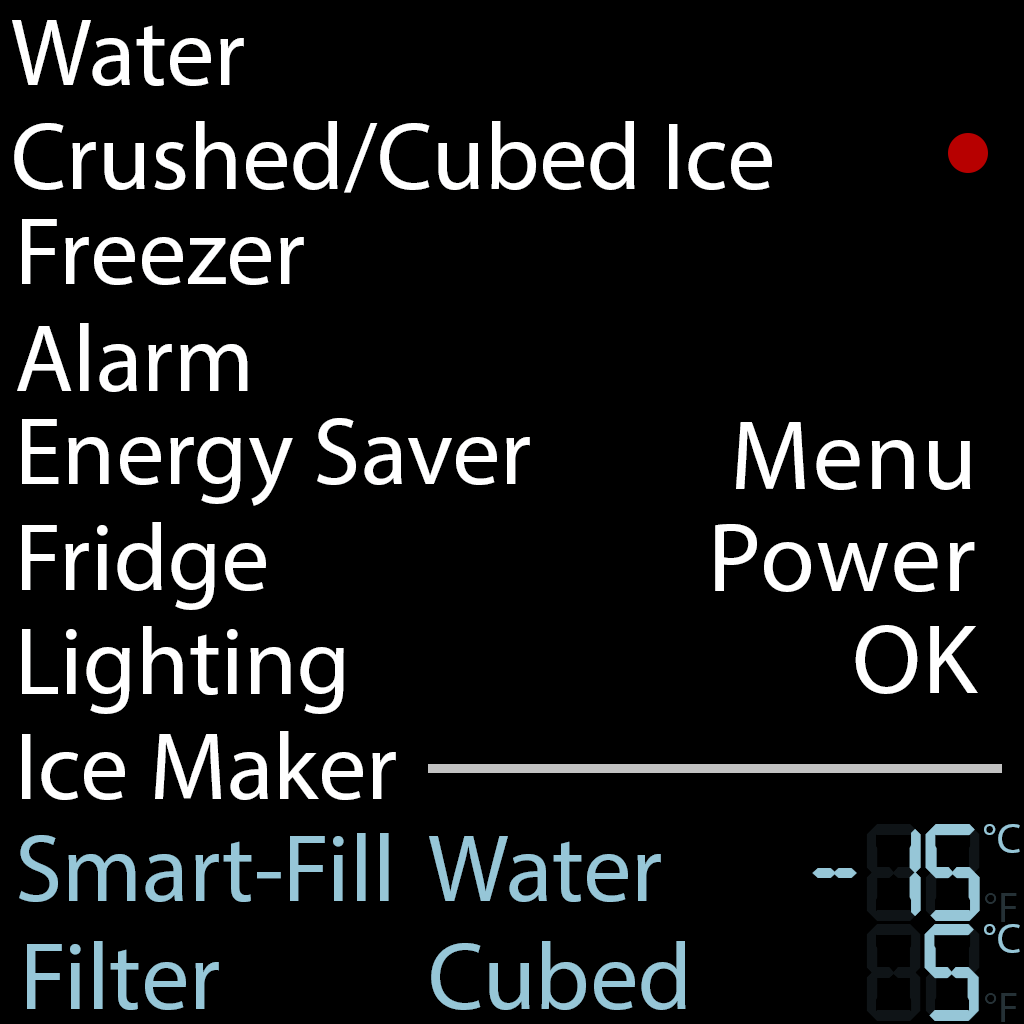 Water
Crushed/Cubed Ice
Freezer
Alarm
Energy Saver Menu
Fridge Power
Lighting OK
Ice Maker
Smart-Fill Water -15 °C °F
Filter Cubed 5 °C °F